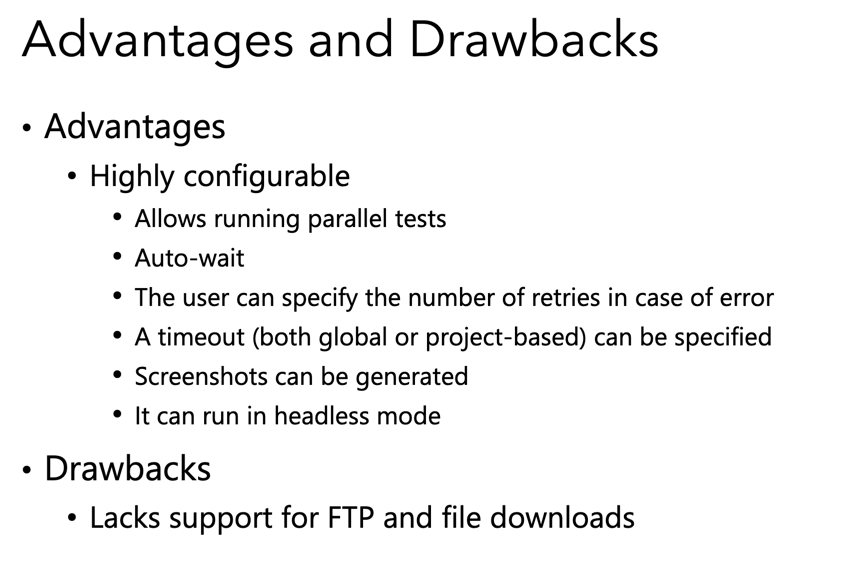 Advantages and Drawbacks
• Advantages
• Highly configurable
• Allows running parallel tests
• Auto-wait
• The user can specify the number of retries in case of error
• A timeout (both global or project-based) can be specified
• Screenshots can be generated
• It can run in headless mode
• Drawbacks
• Lacks support for FTP and file downloads